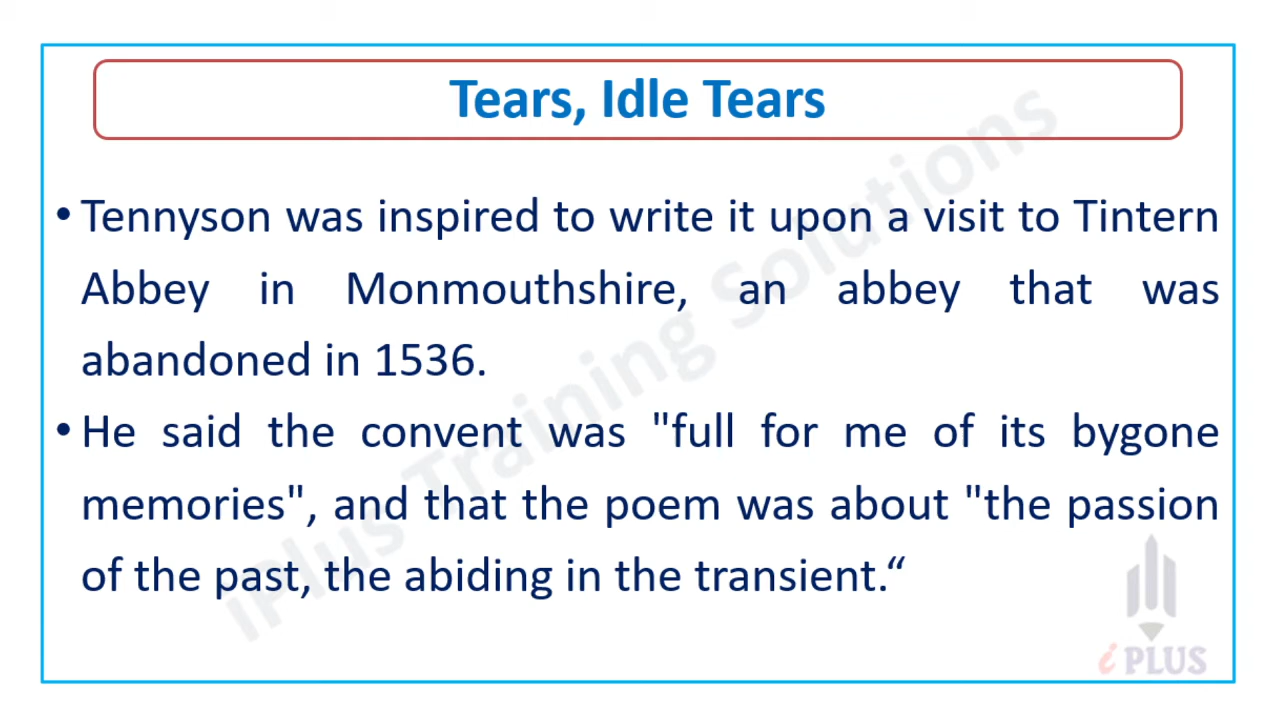 Tears, Idle Tears
• Tennyson was inspired to write it upon a visit to Tintern
Abbey in Monmouthshire, an abbey that was
abandoned in 1536.
• He said the convent was "full for me of its bygone
memories", and that the poem was about "the passion
of the past, the abiding in the transient.“
iPlus Training Solutions
i PLUS